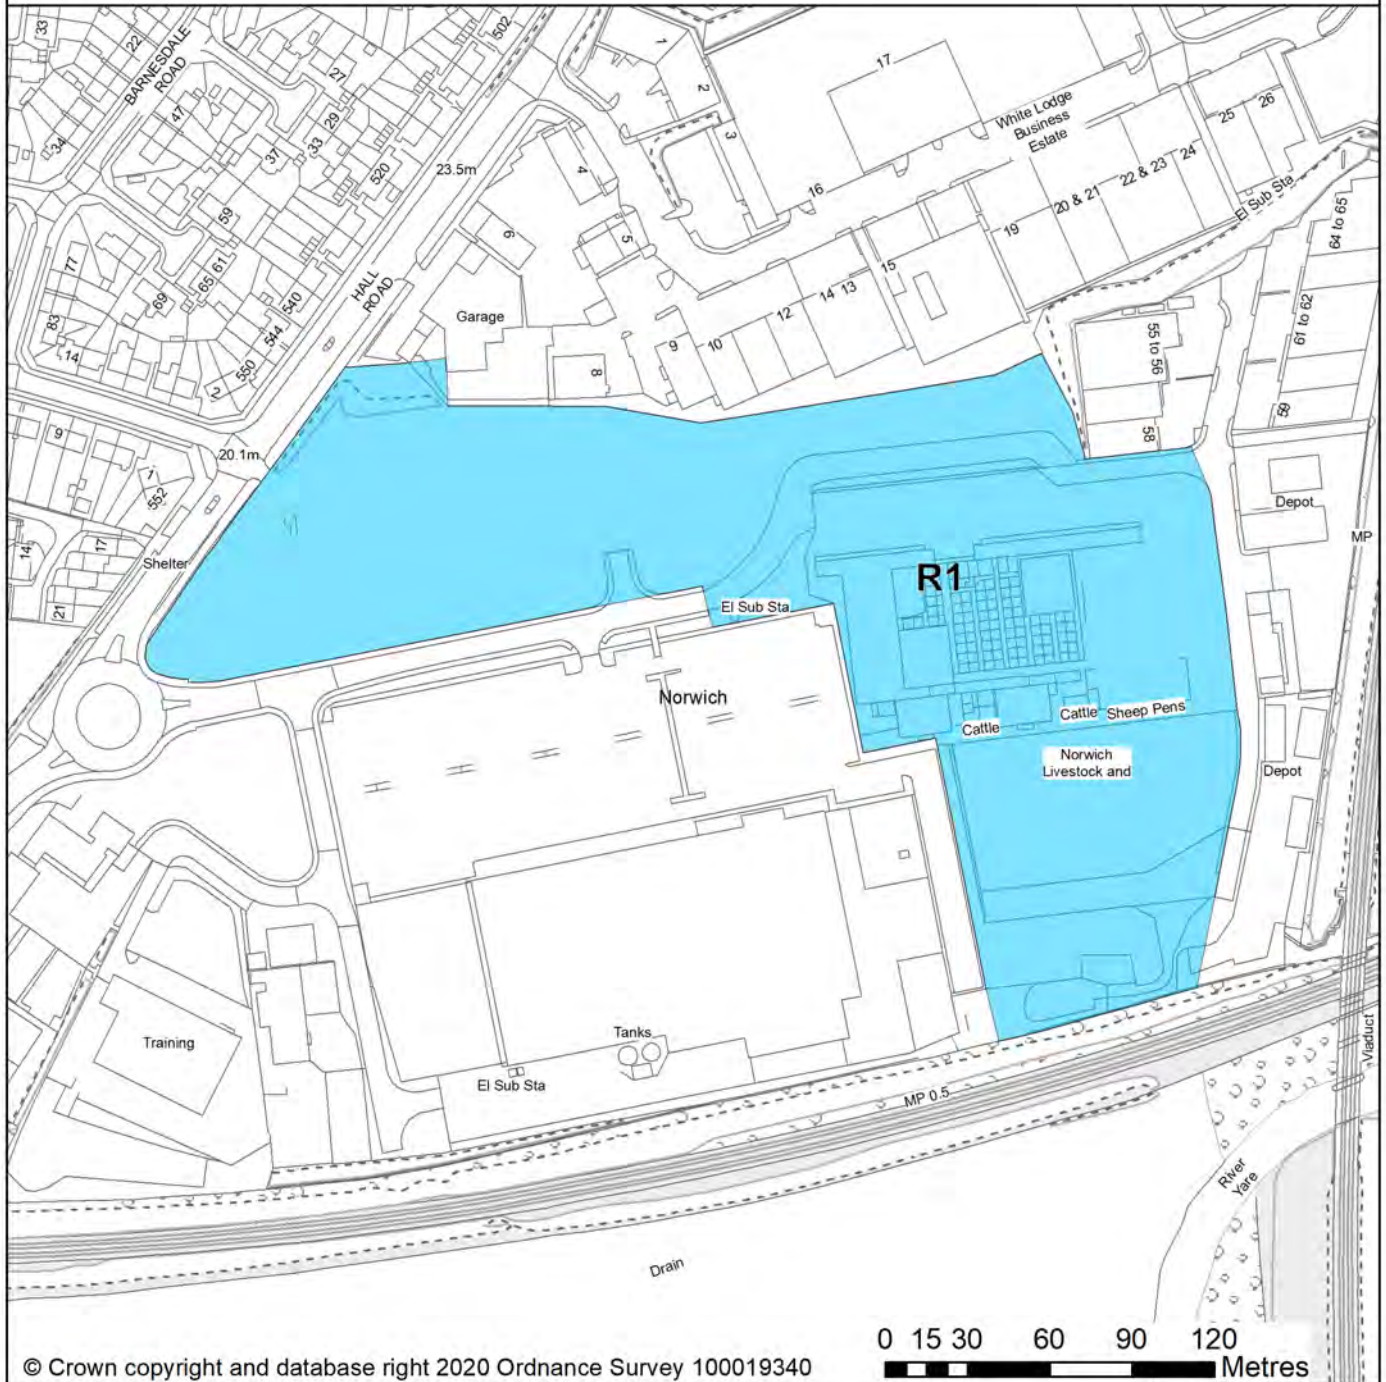 33
22
BARNESDALE
ROAD
27
502
1
2
17
47
34
29
33
37
3
White Lodge
Business
Estate
25
26
23.5m
4
520
16
20 & 21
22 & 23
24
El Sub Sta
59
6
5
19
64 to 65
77
61
65
69
540
HALL
ROAD
15
14
13
12
83
14
544
550
2
Garage
9
10
8
55 to 56
61 to 62
59
58
9
20.1m
1
552
Depot
MP
14
17
21
Shelter
R1
El Sub Sta
Norwich
Cattle
Cattle
Sheep Pens
Norwich
Livestock and
Depot
Training
Tanks
El Sub Sta
MP 0.5
Viaduct
River
Yare
Drain
0 15 30 60 90 120
Metres
© Crown copyright and database right 2020 Ordnance Survey 100019340